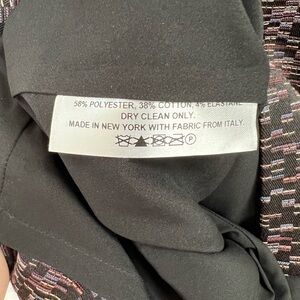 58% POLYESTER, 38% COTTON, 4% ELASTANE
DRY CLEAN ONLY.
MADE IN NEW YORK WITH FABRIC FROM ITALY.
P